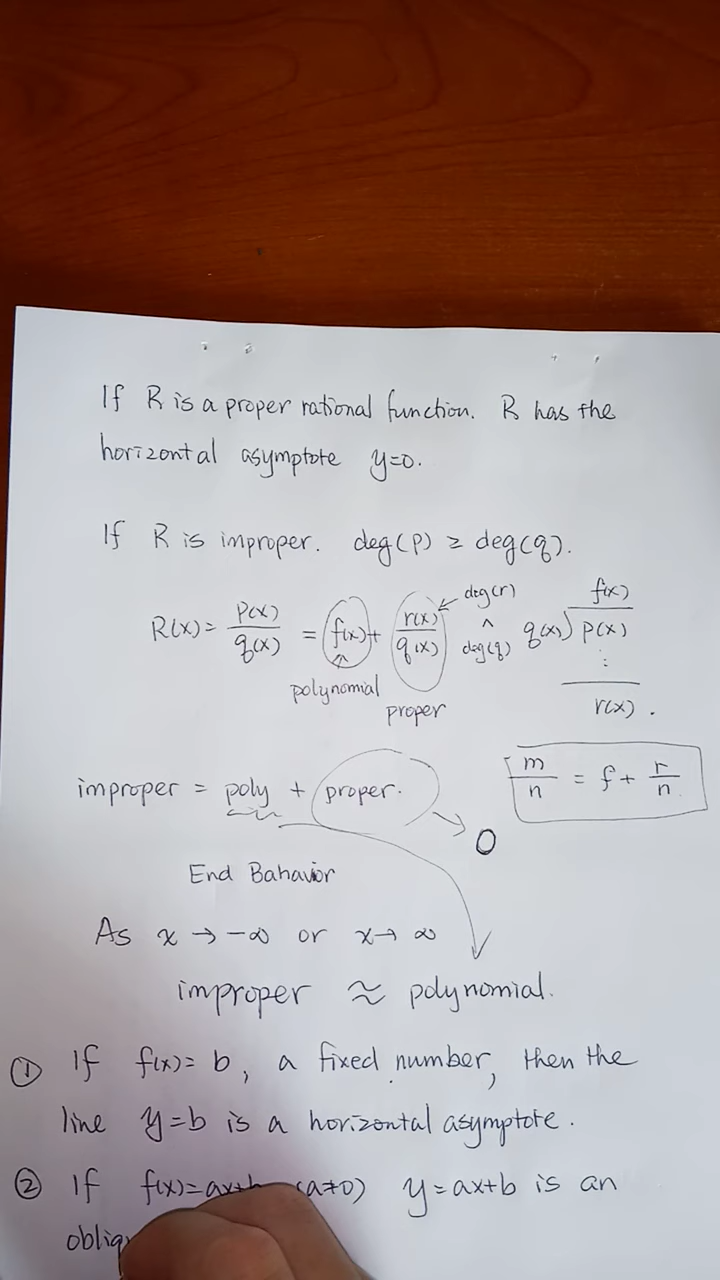 If R is a proper rational function. R has the
horizontal asymptote y=0.
If R is improper. deg(p) ≥ deg(q).
R(x) = p(x)/q(x) = f(x) + r(x)/q(x)
deg(r)
^
deg(q)
polynomial
proper
f(x)
q(x) ) p(x)
:
r(x).
improper = poly + proper.
→ 0
m/n = f + r/n
End Bahavior
As x → -∞ or x → ∞
improper ≈ polynomial.
① If f(x) = b, a fixed number, then the
line y=b is a horizontal asymptote.
② If f(x)=ax+ (a≠0) y=ax+b is an